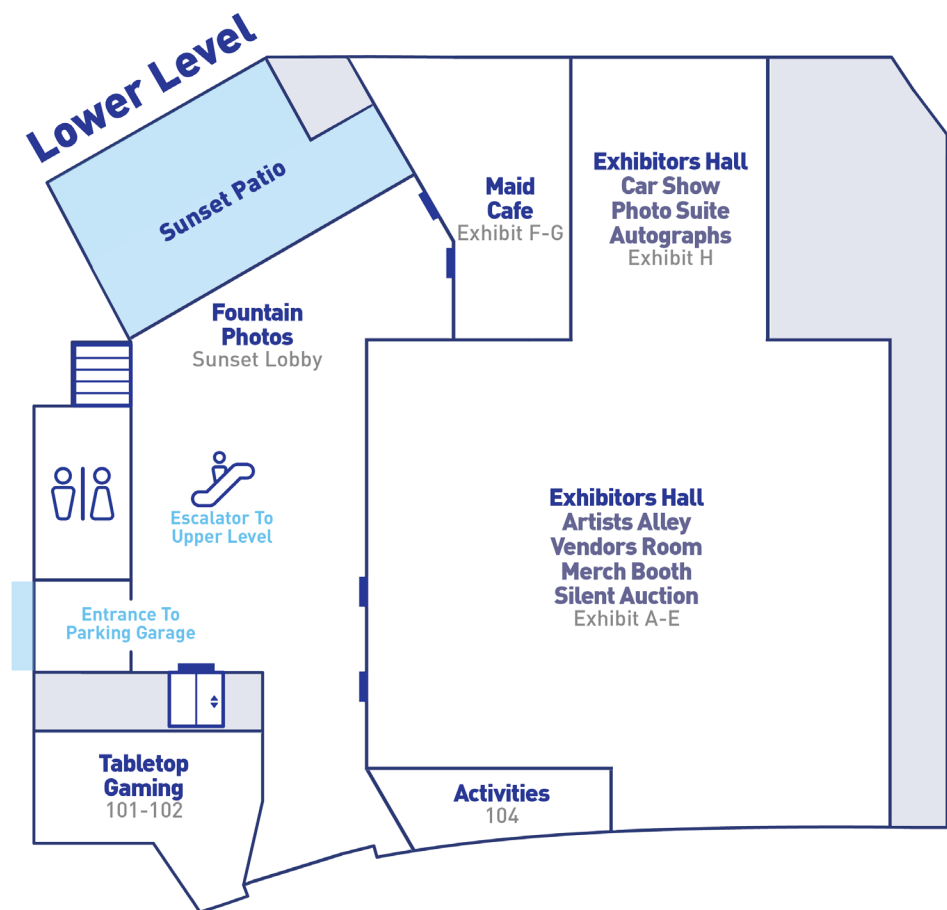 Lower Level
Sunset Patio
Maid
Cafe
Exhibit F-G
Exhibitors Hall
Car Show
Photo Suite
Autographs
Exhibit H
Fountain
Photos
Sunset Lobby
Escalator To
Upper Level
Exhibitors Hall
Artists Alley
Vendors Room
Merch Booth
Silent Auction
Exhibit A-E
Entrance To
Parking Garage
Tabletop
Gaming
101-102
Activities
104